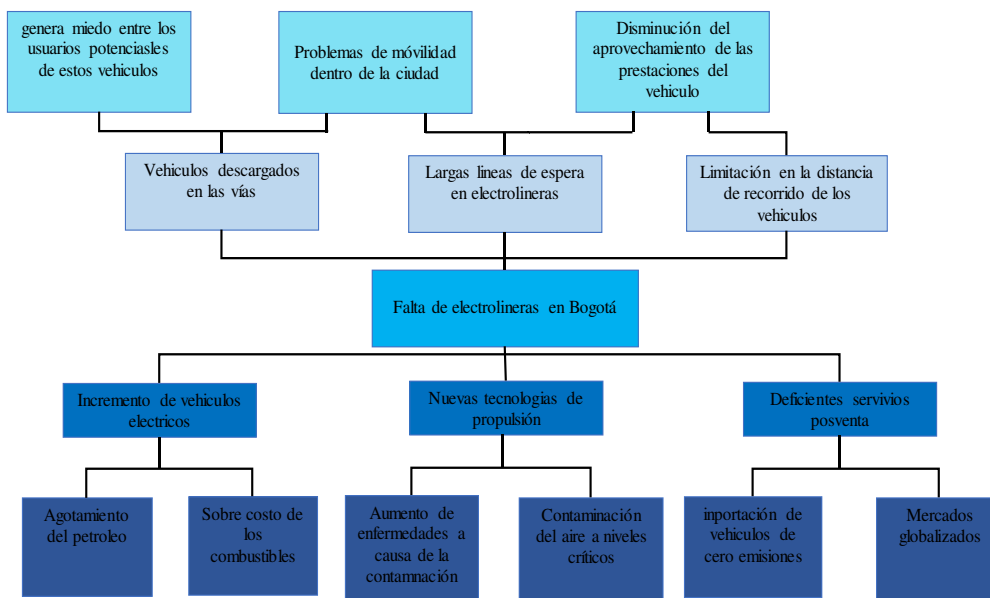 genera miedo entre los
usuarios potenciasles
de estos vehiculos
Problemas de móvilidad
dentro de la ciudad
Disminución del
aprovechamiento de las
prestaciones del
vehiculo
Vehiculos descargados
en las vías
Largas lineas de espera
en electrolineras
Limitación en la distancia
de recorrido de los
vehiculos
Falta de electrolineras en Bogotá
Incremento de vehiculos
electricos
Nuevas tecnologias de
propulsión
Deficientes servivios
posventa
Agotamiento
del petroleo
Sobre costo de
los
combustibles
Aumento de
enfermedades a
causa de la
contamnación
Contaminación
del aire a niveles
críticos
inportación de
vehiculos de
cero emisiones
Mercados
globalizados